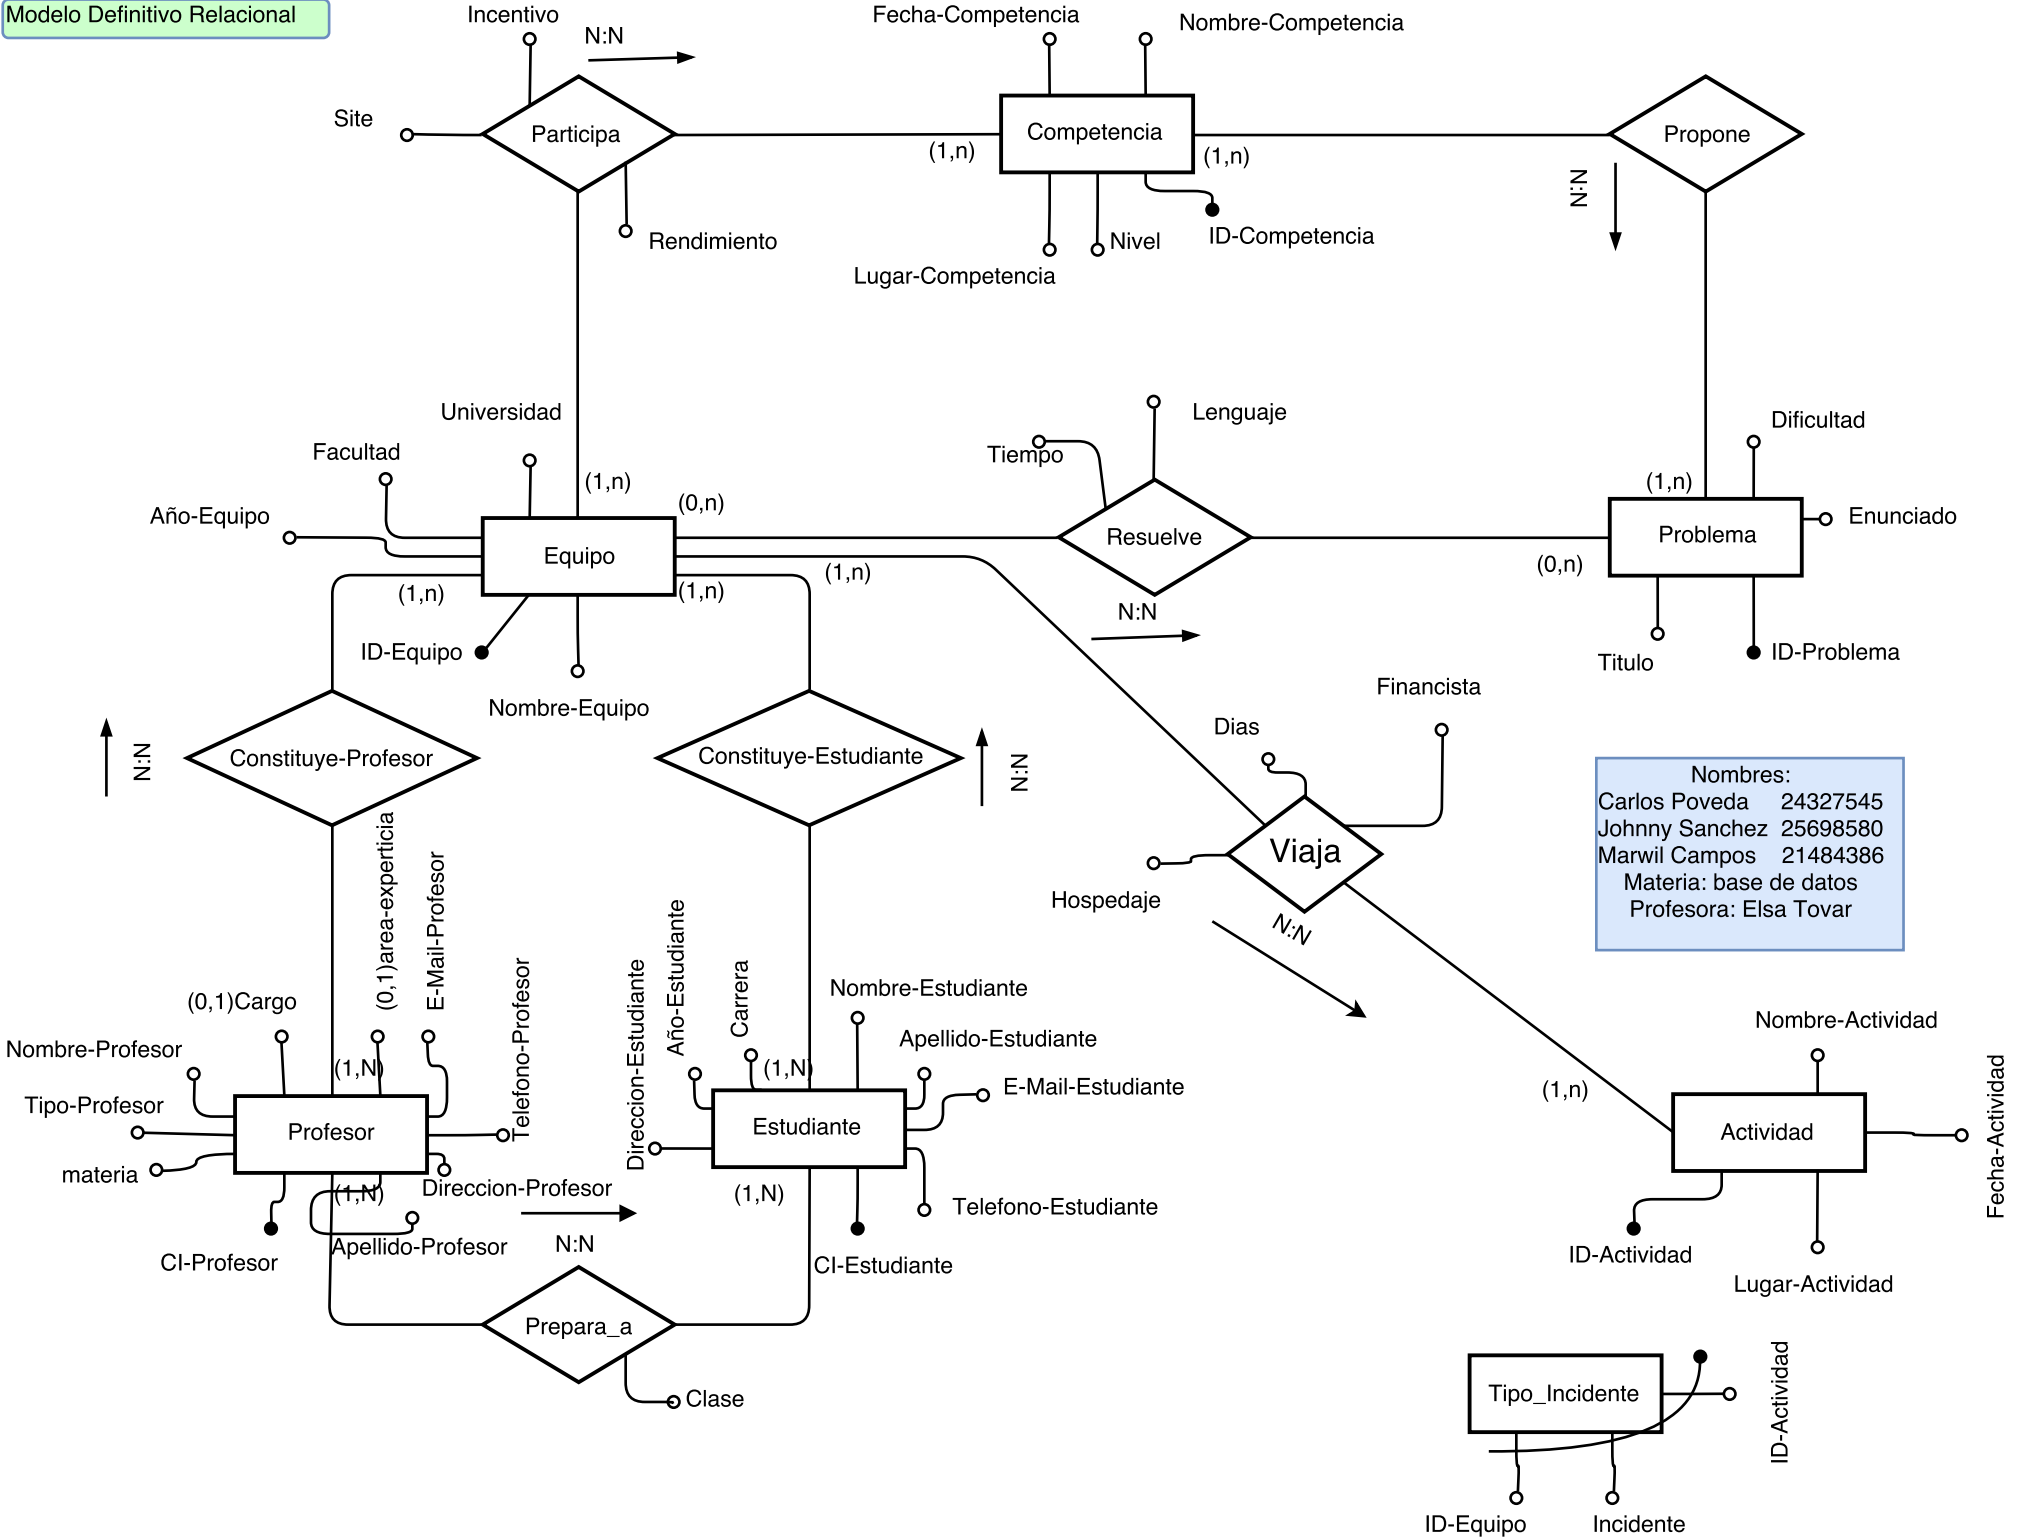 Modelo Definitivo Relacional
Incentivo
N:N
Fecha-Competencia
Nombre-Competencia
Site
Participa
(1,n)
Competencia
(1,n)
Propone
N:N
Rendimiento
Lugar-Competencia
Nivel
ID-Competencia
Universidad
Lenguaje
Dificultad
Facultad
Tiempo
(1,n)
(0,n)
(1,n)
Año-Equipo
Enunciado
Equipo
Resuelve
Problema
(1,n)
(1,n)
(1,n)
(0,n)
N:N
ID-Equipo
Nombre-Equipo
Titulo
ID-Problema
Financista
Dias
Constituye-Profesor
Constituye-Estudiante
N:N
N:N
Viaja
Hospedaje
N:N
Nombres:
Carlos Poveda 24327545
Johnny Sanchez 25698580
Marwil Campos 21484386
Materia: base de datos
Profesora: Elsa Tovar
(0,1)Cargo
(0,1)area-experticia
E-Mail-Profesor
Telefono-Profesor
Direccion-Estudiante
Año-Estudiante
Carrera
Nombre-Estudiante
Apellido-Estudiante
E-Mail-Estudiante
Nombre-Profesor
(1,N)
(1,N)
Tipo-Profesor
Profesor
Estudiante
materia
(1,N)
Direccion-Profesor
(1,N)
Telefono-Estudiante
CI-Profesor
Apellido-Profesor
N:N
CI-Estudiante
Prepara_a
Clase
(1,n)
Nombre-Actividad
Actividad
Fecha-Actividad
ID-Actividad
Lugar-Actividad
Tipo_Incidente
ID-Actividad
ID-Equipo
Incidente